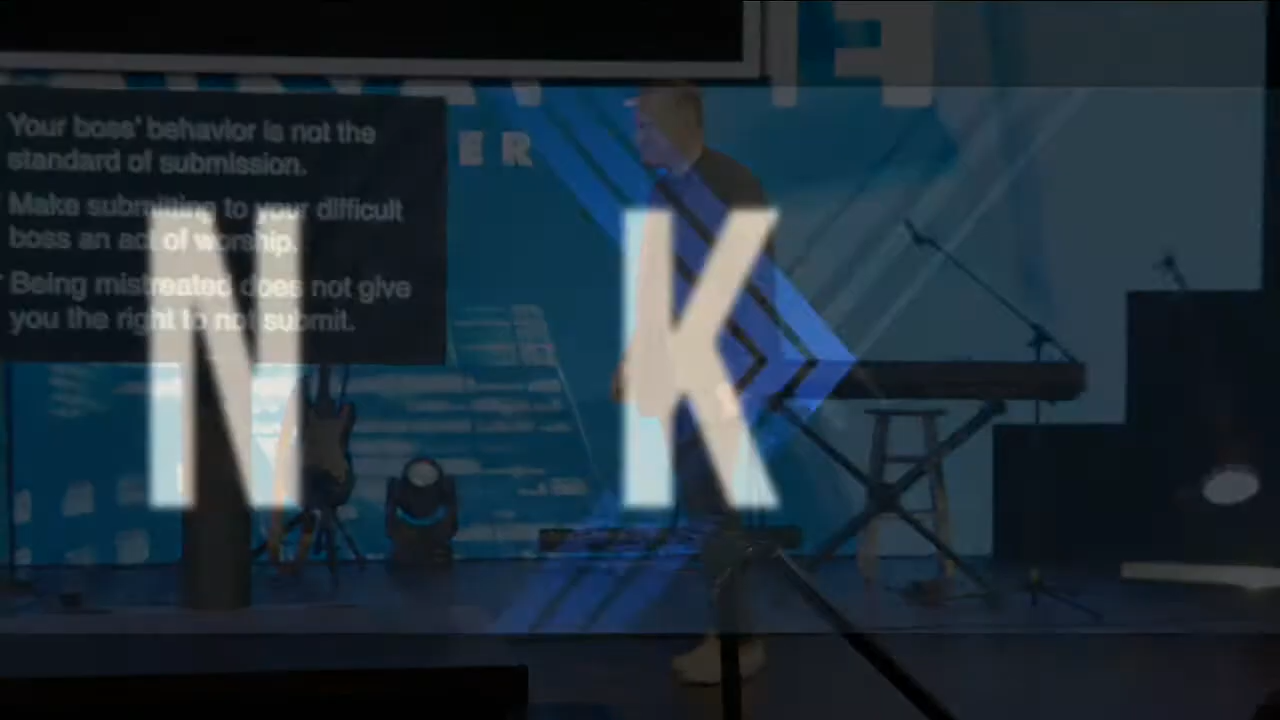 E
ER
Your boss' behavior is not the
standard of submission.
Make submitting to your difficult
boss an act of worship.
Being mistreated does not give
you the right to not submit.
N K